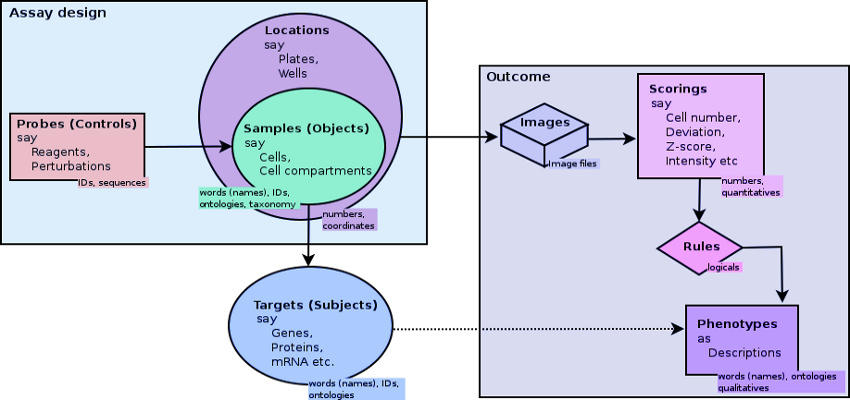 Assay design
Locations
say
Plates,
Wells
Probes (Controls)
say
Reagents,
Perturbations
IDs, sequences
Samples (Objects)
say
Cells,
Cell compartments
words (names), IDs,
ontologies, taxonomy
numbers,
coordinates
Targets (Subjects)
say
Genes,
Proteins,
mRNA etc.
words (names), IDs,
ontologies
Outcome
Images
Image files
Scorings
say
Cell number,
Deviation,
Z-score,
Intensity etc
numbers,
quantitatives
Rules
logicals
Phenotypes
as
Descriptions
words (names), ontologies
qualitatives